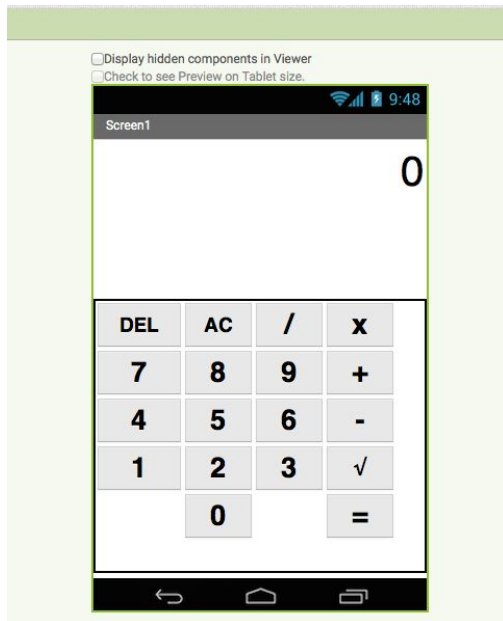 Display hidden components in Viewer
Check to see Preview on Tablet size.
9:48
Screen1
0
DEL AC / x
7 8 9 +
4 5 6 -
1 2 3 √
0 =